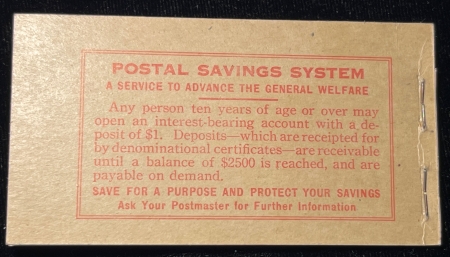 POSTAL SAVINGS SYSTEM
A SERVICE TO ADVANCE THE GENERAL WELFARE
Any person ten years of age or over may
open an interest-bearing account with a de-
posit of $1. Deposits—which are receipted for
by denominational certificates—are receivable
until a balance of $2500 is reached, and are
payable on demand.
SAVE FOR A PURPOSE AND PROTECT YOUR SAVINGS
Ask Your Postmaster for Further Information